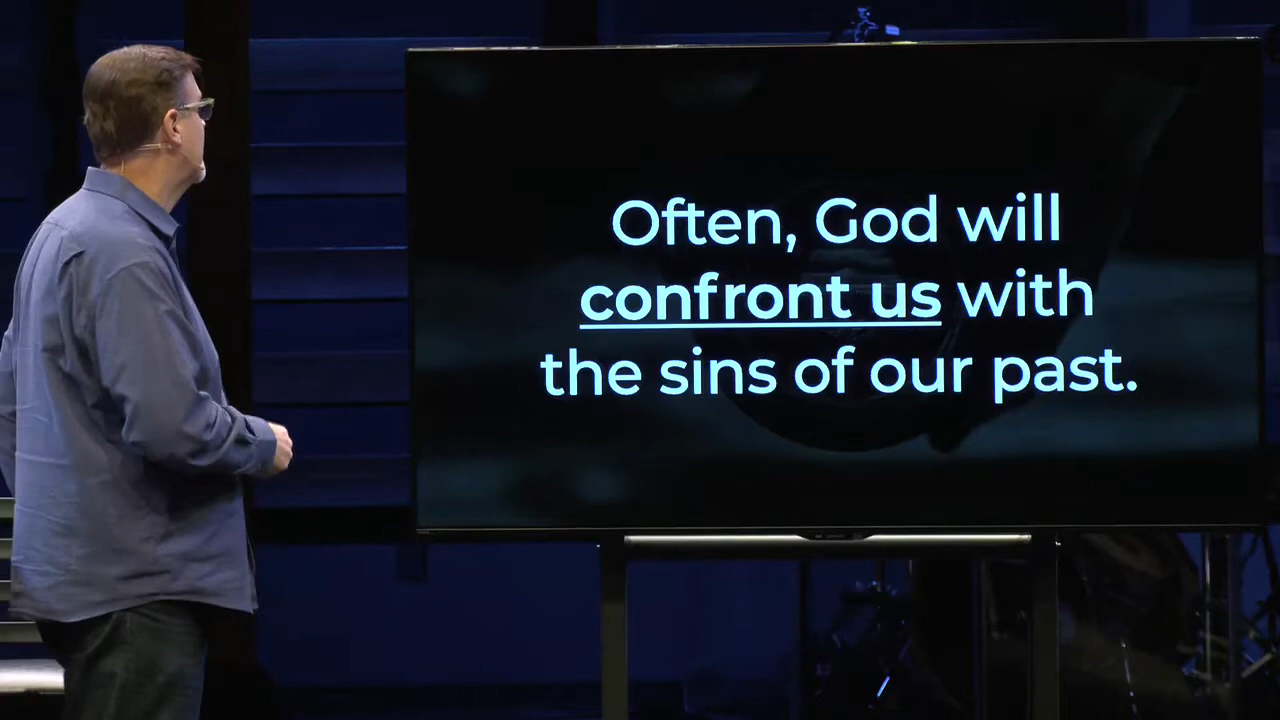 Often, God will
confront us with
the sins of our past.